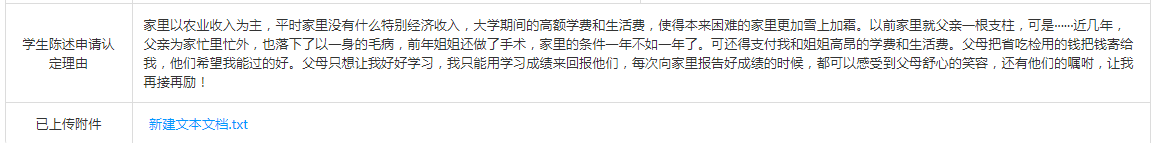 家里以农业收入为主，平时家里没有什么特别经济收入，大学期间的高额学费和生活费，使得本来困难的家里更加雪上加霜。以前家里就父亲一根支柱，可是……近几年，
学生陈述申请认
定理由
父亲为家忙里忙外，也落下了以一身的毛病，前年姐姐还做了手术，家里的条件一年不如一年了。可还得支付我和姐姐高昂的学费和生活费。父母把省吃检用的钱把钱寄给
我，他们希望我能过的好。父母只想让我好好学习，我只能用学习成绩来回报他们，每次向家里报告好成绩的时候，都可以感受到父母舒心的笑容，还有他们的嘱咐，让我
再接再励！
已上传附件
新建文本文档.txt